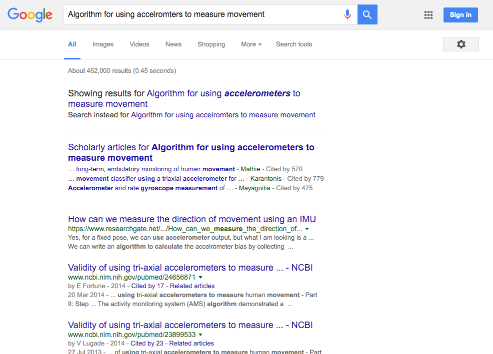 Google Algorithm for using accelromters to measure movement Sign in
All Images Videos News Shopping More Search tools
About 452,000 results (0.45 seconds)
Showing results for Algorithm for using accelerometers to
measure movement
Search instead for Algorithm for using accelromters to measure movement
Scholarly articles for Algorithm for using accelerometers to
measure movement
... long-term, ambulatory monitoring of human movement - Mathie - Cited by 570
... movement classifier using a triaxial accelerometer for ... - Karantonis - Cited by 779
Accelerometer and rate gyroscope measurement of ... - Mayagoitia - Cited by 475
How can we measure the direction of movement using an IMU
https://www.researchgate.net/.../How_can_we_measure_the_direction_of...
Yes, for a fixed pose, we can use accelerometer output, but what I am looking is a ...
We can write an algorithm to calculate the accelerometer bias by collecting ...
Validity of using tri-axial accelerometers to measure ... - NCBI
www.ncbi.nlm.nih.gov/pubmed/24656871
by E Fortune - 2014 - Cited by 17 - Related articles
20 Mar 2014 - ... using tri-axial accelerometers to measure human movement - Part
II: Step ... The activity monitoring system (AMS) algorithm demonstrated a ...
Validity of using tri-axial accelerometers to measure ... - NCBI
www.ncbi.nlm.nih.gov/pubmed/23899533
by V Lugade - 2014 - Cited by 23 - Related articles
27 Jul 2013 - ... of using tri-axial accelerometers to measure human movement - Part